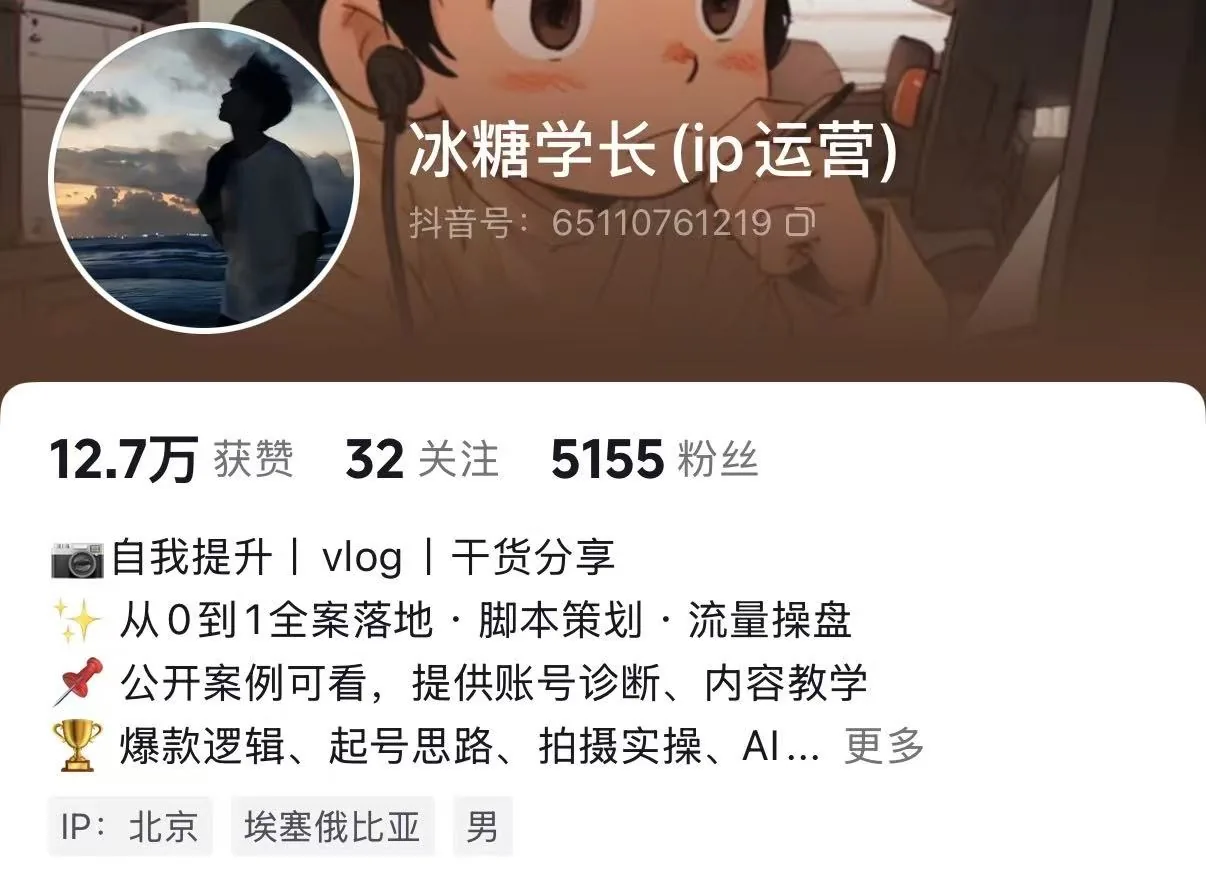 冰糖学长(ip运营)
抖音号：65110761219
12.7万 获赞 32 关注 5155 粉丝
自我提升丨 vlog 丨干货分享
从0到1全案落地 · 脚本策划 · 流量操盘
公开案例可看，提供账号诊断、内容教学
爆款逻辑、起号思路、拍摄实操、AI... 更多
IP：北京 埃塞俄比亚 男